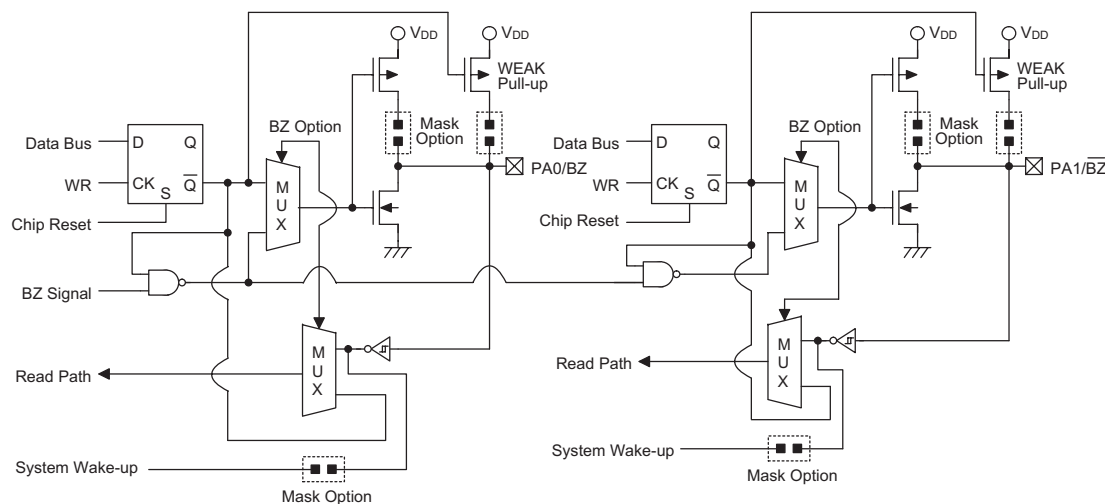 VDD
VDD
WEAK
Pull-up
BZ Option
Mask
Option
Data Bus
D
Q
WR
CK
S
Q̅
M
U
X
PA0/BZ
Chip Reset
BZ Signal
M
U
X
Read Path
System Wake-up
Mask Option
VDD
VDD
WEAK
Pull-up
BZ Option
Mask
Option
Data Bus
D
Q
WR
CK
S
Q̅
M
U
X
PA1/B̅Z̅
Chip Reset
M
U
X
Read Path
System Wake-up
Mask Option